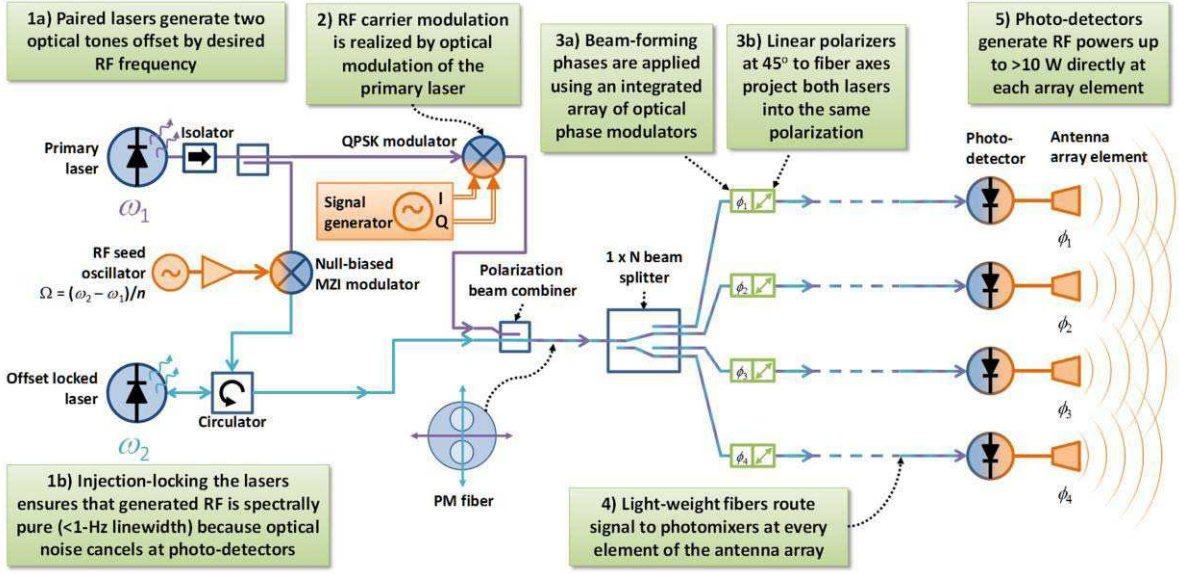 1a) Paired lasers generate two
optical tones offset by desired
RF frequency
2) RF carrier modulation
is realized by optical
modulation of the
primary laser
3a) Beam-forming
phases are applied
using an integrated
array of optical
phase modulators
3b) Linear polarizers
at 45° to fiber axes
project both lasers
into the same
polarization
5) Photo-detectors
generate RF powers up
to >10 W directly at
each array element
Primary
laser
ω₁
Isolator
QPSK modulator
Signal
generator
I
Q
RF seed
oscillator
Ω = (ω₂ – ω₁)/n
Null-biased
MZI modulator
Polarization
beam combiner
1 x N beam
splitter
Offset locked
laser
ω₂
Circulator
PM fiber
ϕ₁
ϕ₂
ϕ₃
ϕ₄
Photo-
detector
Antenna
array element
ϕ₁
ϕ₂
ϕ₃
ϕ₄
1b) Injection-locking the lasers
ensures that generated RF is spectrally
pure (<1-Hz linewidth) because optical
noise cancels at photo-detectors
4) Light-weight fibers route
signal to photomixers at every
element of the antenna array